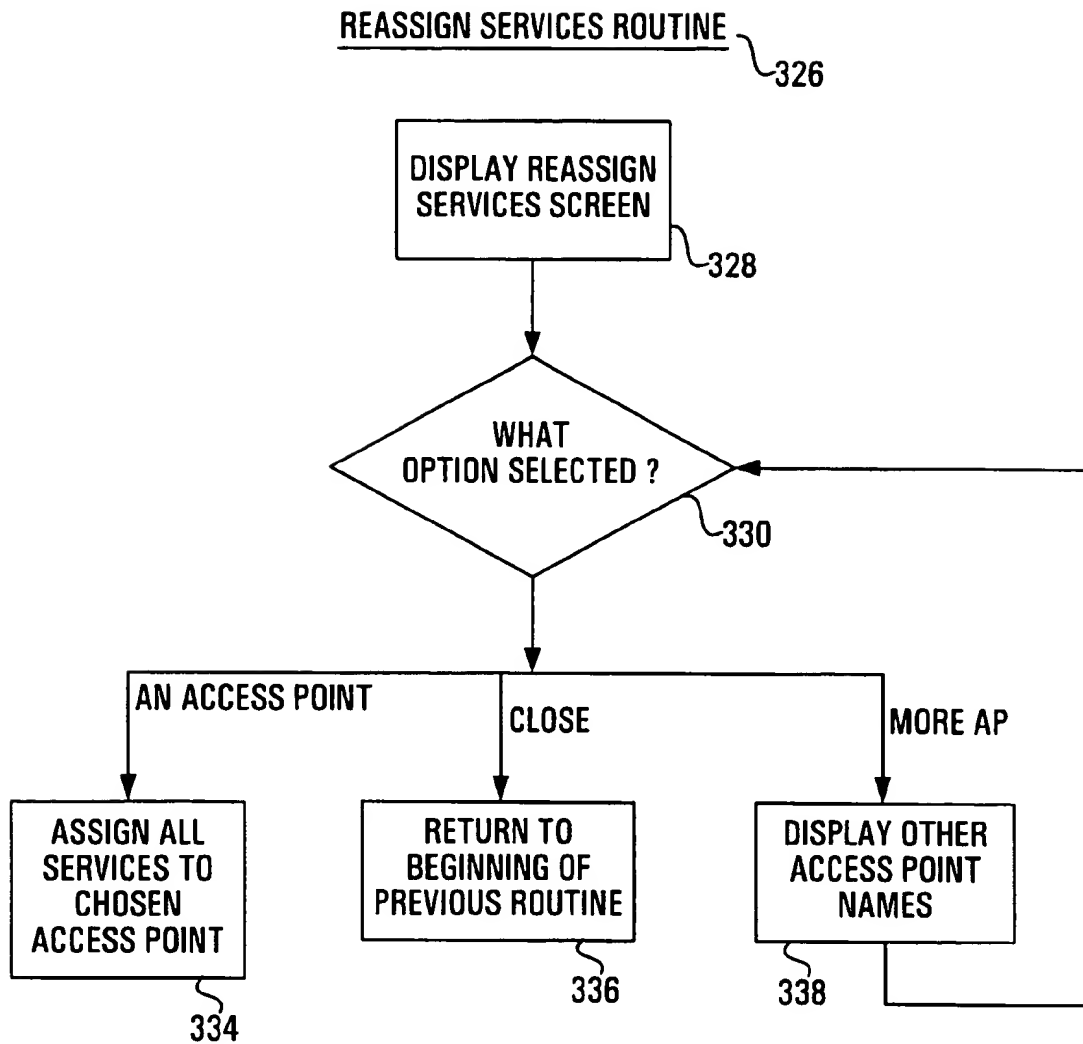 REASSIGN SERVICES ROUTINE
326
DISPLAY REASSIGN
SERVICES SCREEN
328
WHAT
OPTION SELECTED ?
330
AN ACCESS POINT
CLOSE
MORE AP
ASSIGN ALL
SERVICES TO
CHOSEN
ACCESS POINT
334
RETURN TO
BEGINNING OF
PREVIOUS ROUTINE
336
DISPLAY OTHER
ACCESS POINT
NAMES
338